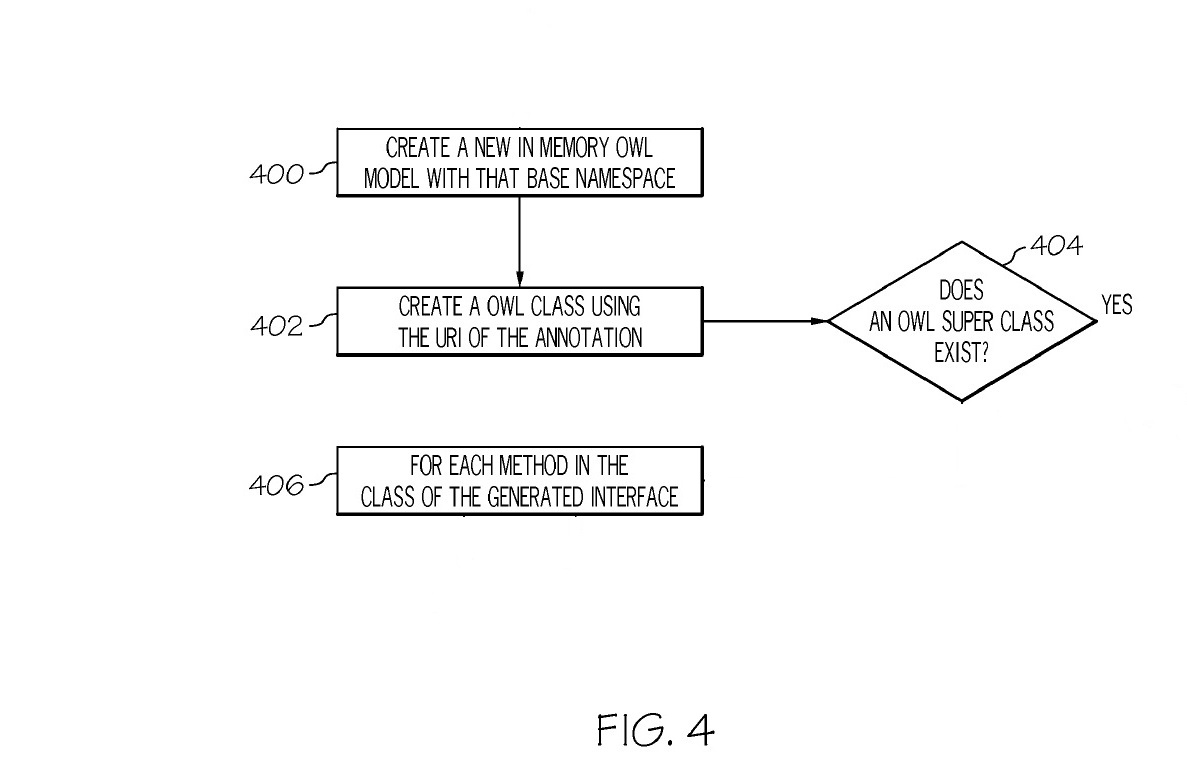 CREATE A NEW IN MEMORY OWL
MODEL WITH THAT BASE NAMESPACE
400
CREATE A OWL CLASS USING
THE URI OF THE ANNOTATION
402
404
DOES
AN OWL SUPER CLASS
EXIST?
YES
FOR EACH METHOD IN THE
CLASS OF THE GENERATED INTERFACE
406
FIG. 4